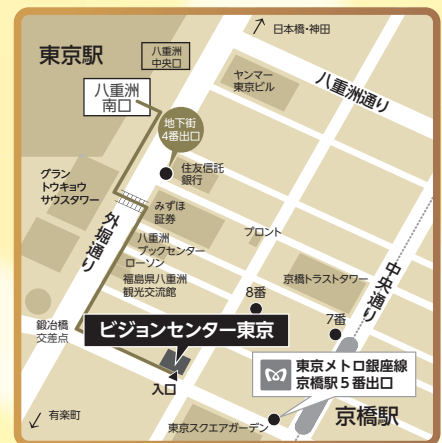 日本橋・神田
東京駅
八重洲
中央口
八重洲
南口
ヤンマー
東京ビル
八重洲通り
地下街
4番出口
住友信託
銀行
グラン
トウキョウ
サウスタワー
みずほ
証券
外堀通り
八重洲
ブックセンター
ローソン
福島県八重洲
観光交流館
プロント
京橋トラストタワー
中央通り
8番
7番
鍛冶橋
交差点
ビジョンセンター東京
入口
東京メトロ銀座線
京橋駅5番出口
有楽町
東京スクエアガーデン
京橋駅